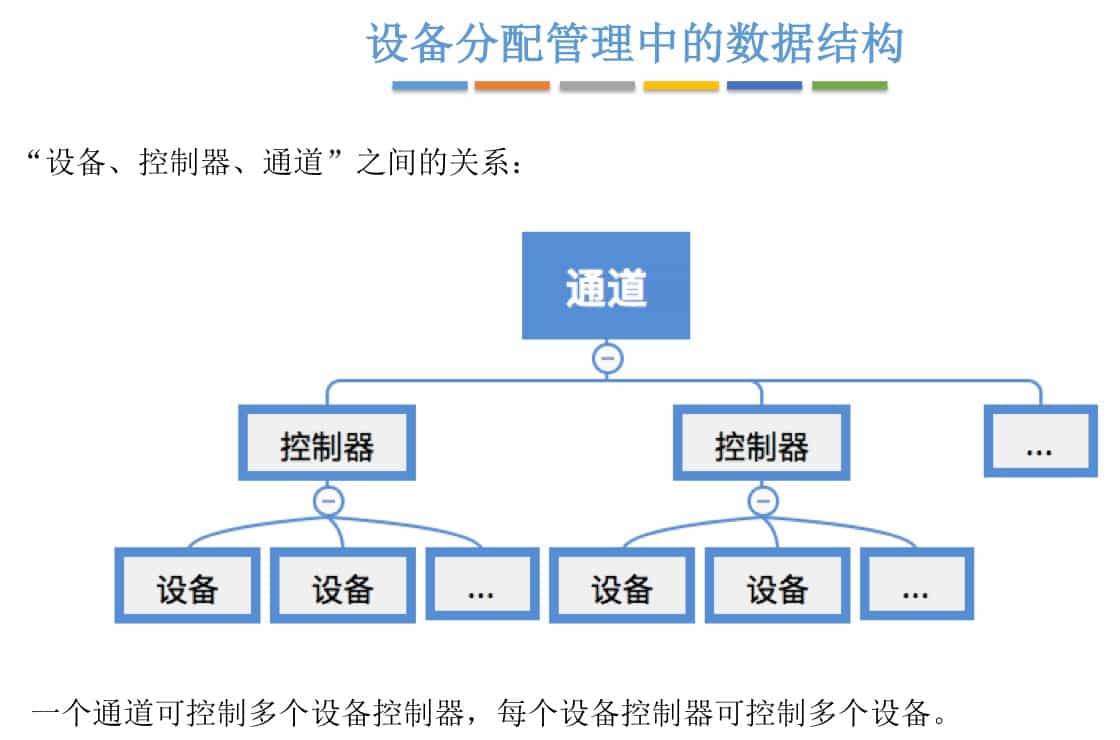 设备分配管理中的数据结构
“设备、控制器、通道”之间的关系：
通道
控制器
控制器
...
设备
设备
...
设备
设备
...
一个通道可控制多个设备控制器，每个设备控制器可控制多个设备。